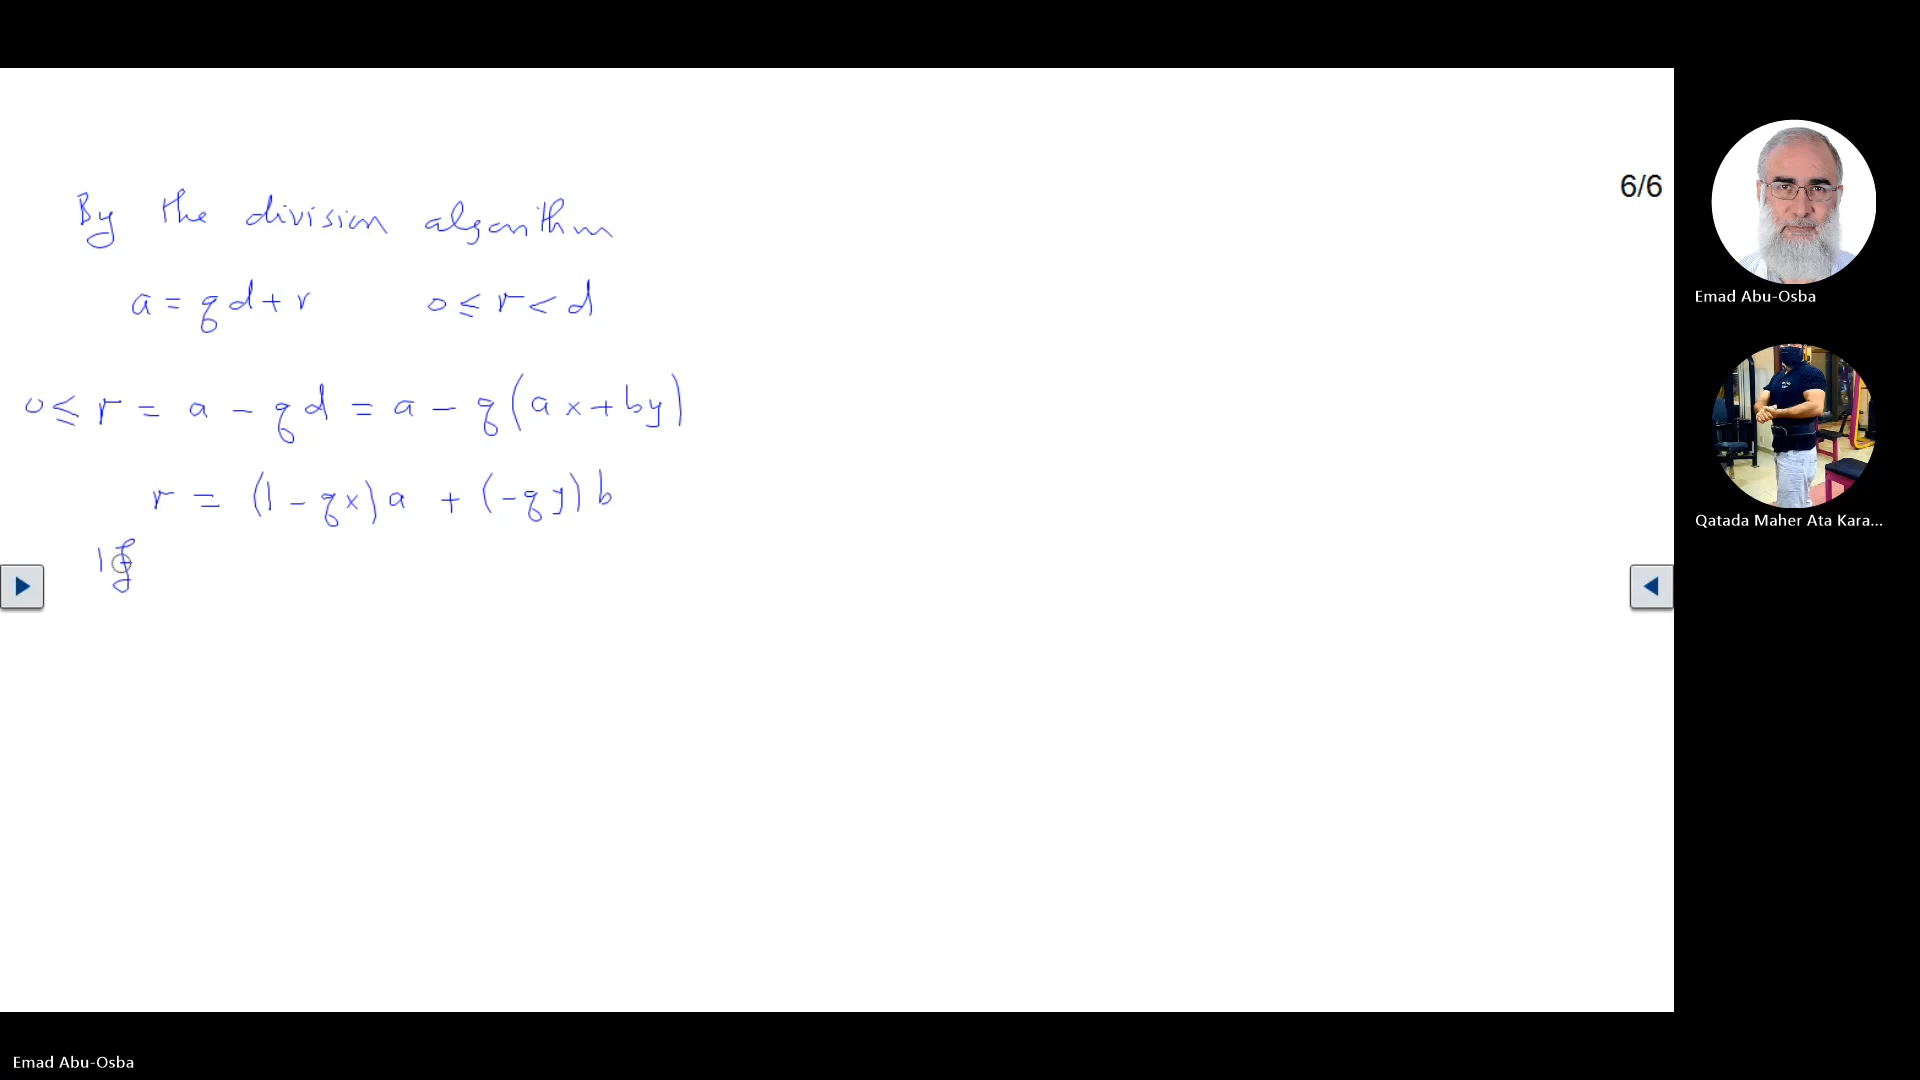 By the division algorithm
a = qd + r 0 ≤ r < d
0 ≤ r = a - qd = a - q(ax + by)
r = (1 - qx)a + (-qy)b
If
6/6
Emad Abu-Osba
Qatada Maher Ata Kara...
Emad Abu-Osba